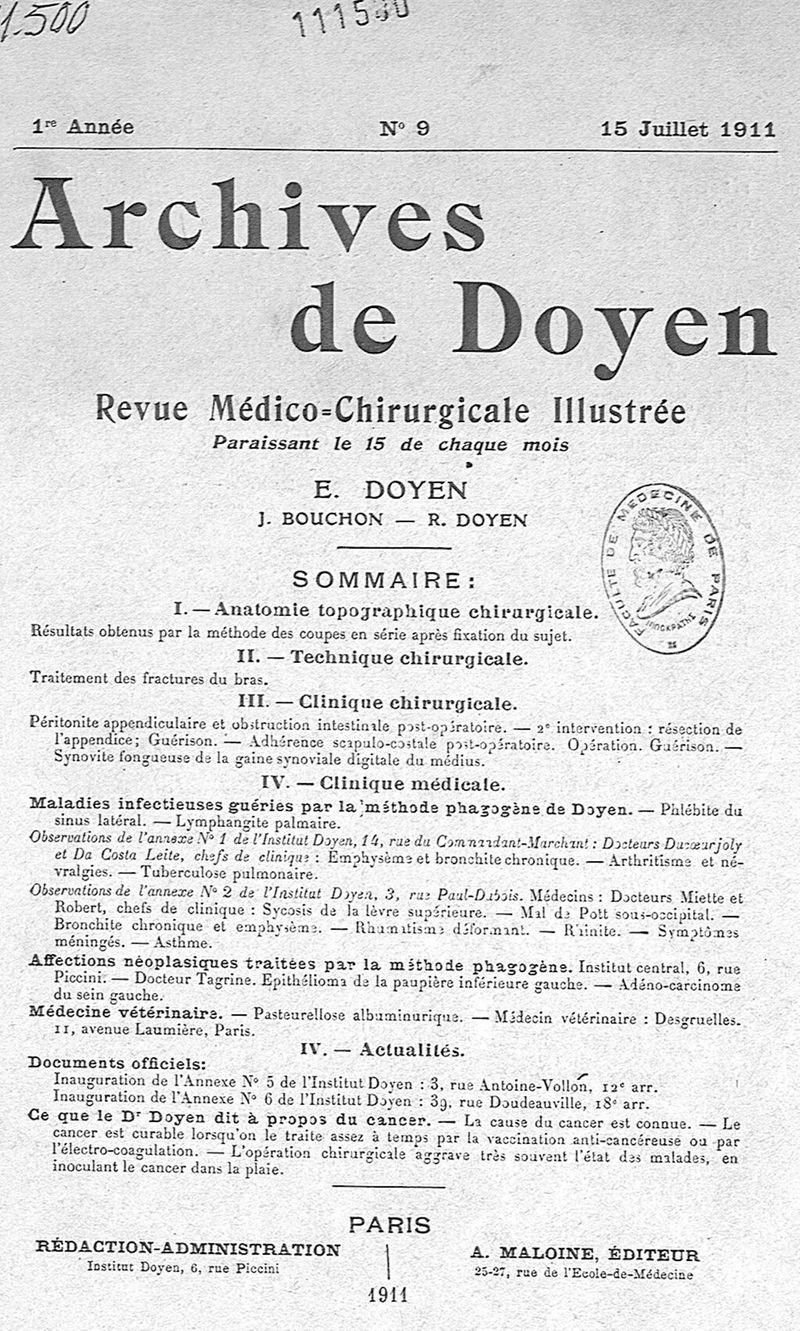 1.500
1ʳᵉ Année Nº 9 15 Juillet 1911
Archives
de Doyen
Revue Médico=Chirurgicale Illustrée
Paraissant le 15 de chaque mois
E. DOYEN
J. BOUCHON — R. DOYEN
FACULTÉ DE MEDECINE DE PARIS
SOMMAIRE :
I. — Anatomie topographique chirurgicale.
Résultats obtenus par la méthode des coupes en série après fixation du sujet.
II. — Technique chirurgicale.
Traitement des fractures du bras.
III. — Clinique chirurgicale.
Péritonite appendiculaire et obstruction intestinale post-opératoire. — 2ᵉ intervention : résection de
l'appendice; Guérison. — Adhérence scapulo-costale post-opératoire. Opération. Guérison. —
Synovite fongueuse de la gaine synoviale digitale du médius.
IV. — Clinique médicale.
Maladies infectieuses guéries par la méthode phagogène de Doyen. — Phlébite du
sinus latéral. — Lymphangite palmaire.
Observations de l'annexe Nº 1 de l'Institut Doyen, 14, rue du Commandant-Marchant : Docteurs Ducœurjoly
et Da Costa Leite, chefs de clinique : Emphysème et bronchite chronique. — Arthritisme et né-
vralgies. — Tuberculose pulmonaire.
Observations de l'annexe Nº 2 de l'Institut Doyen, 3, rue Paul-Dubois. Médecins : Docteurs Miette et
Robert, chefs de clinique : Sycosis de la lèvre supérieure. — Mal de Pott sous-occipital. —
Bronchite chronique et emphysème. — Rhumatisme déformant. — Rhinite. — Symptômes
méningés. — Asthme.
Affections néoplasiques traitées par la méthode phagogène. Institut central, 6, rue
Piccini. — Docteur Tagrine. Epithélioma de la paupière inférieure gauche. — Adéno-carcinome
du sein gauche.
Médecine vétérinaire. — Pasteurellose albuminurique. — Médecin vétérinaire : Desgruelles.
11, avenue Laumière, Paris.
IV. — Actualités.
Documents officiels:
Inauguration de l'Annexe Nº 5 de l'Institut Doyen : 3, rue Antoine-Vollon, 12ᵉ arr.
Inauguration de l'Annexe Nº 6 de l'Institut Doyen : 39, rue Doudeauville, 18ᵉ arr.
Ce que le Dʳ Doyen dit à propos du cancer. — La cause du cancer est connue. — Le
cancer est curable lorsqu'on le traite assez à temps par la vaccination anti-cancéreuse ou par
l'électro-coagulation. — L'opération chirurgicale aggrave très souvent l'état des malades, en
inoculant le cancer dans la plaie.
PARIS
RÉDACTION-ADMINISTRATION
Institut Doyen, 6, rue Piccini
A. MALOINE, ÉDITEUR
25-27, rue de l'Ecole-de-Médecine
1911